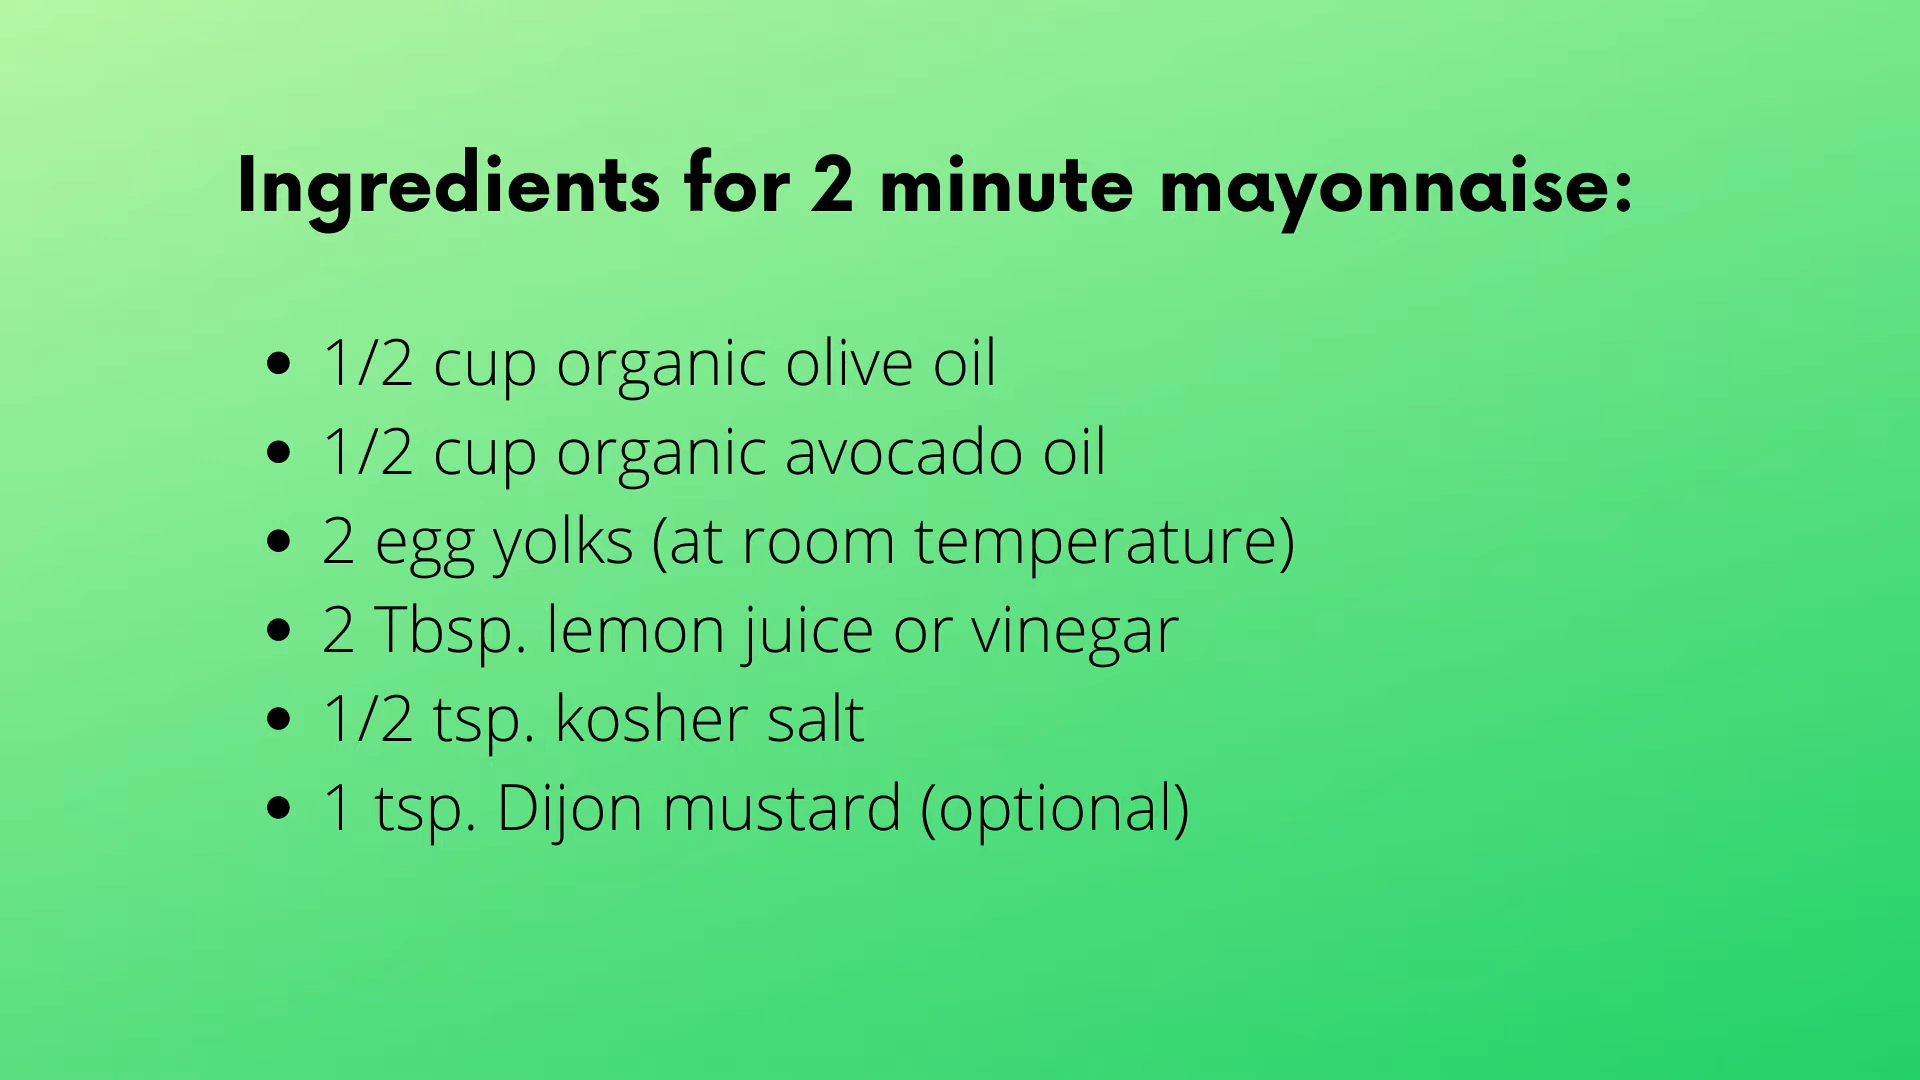 Ingredients for 2 minute mayonnaise:
• 1/2 cup organic olive oil
• 1/2 cup organic avocado oil
• 2 egg yolks (at room temperature)
• 2 Tbsp. lemon juice or vinegar
• 1/2 tsp. kosher salt
• 1 tsp. Dijon mustard (optional)